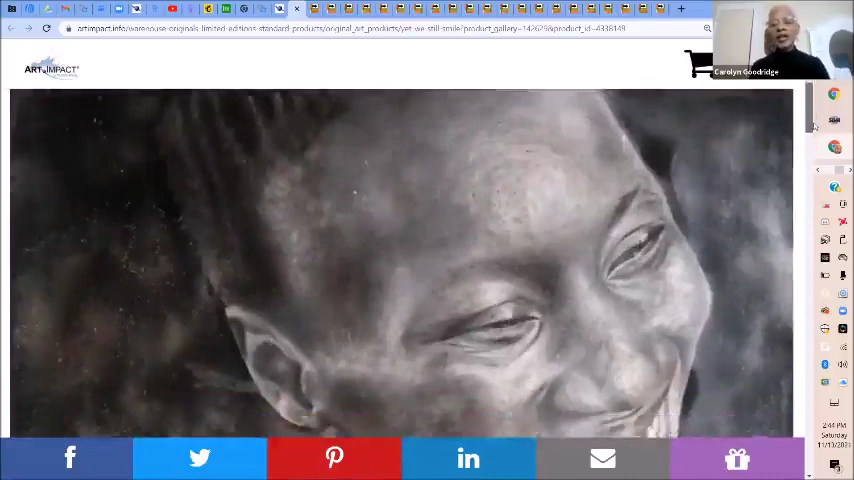 artimpact.info/warehouse-originals-limited-editions-standard-products/original_art_products/yet-we-still-smile?product_gallery=142629&product_id=4338149
ART IMPACT
Carolyn Goodridge
2:44 PM
Saturday
11/13/2021